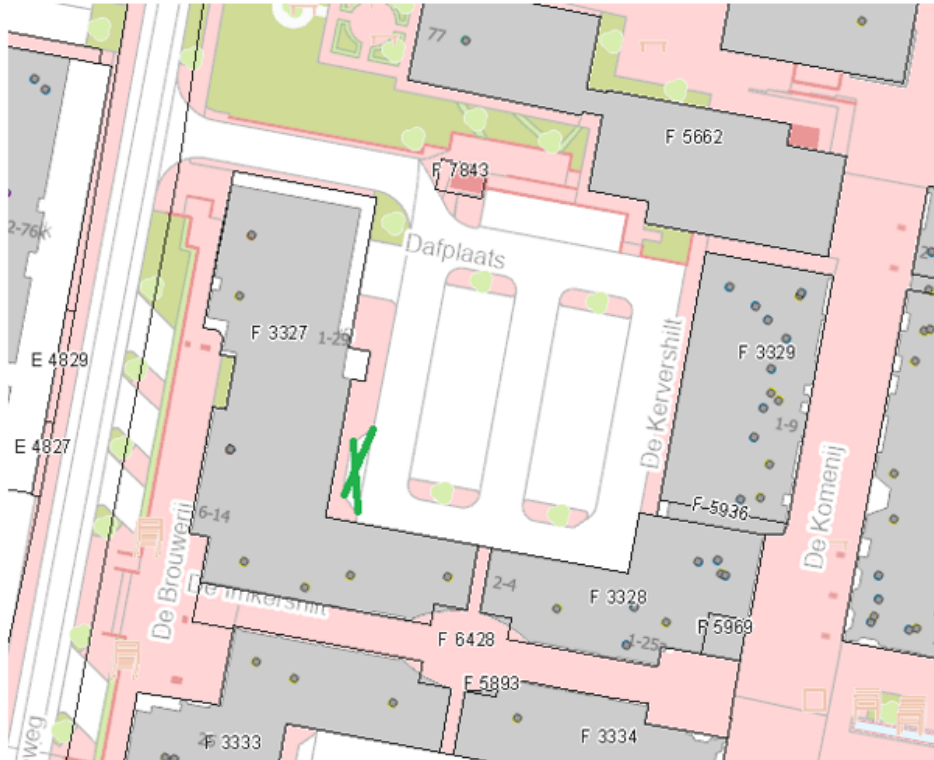 77
F 5662
F 7843
2-76k
Dafplaats
F 3327
1-29
De Kervershilt
F 3329
E 4829
1-9
E 4827
De Komenij
F 5936
6-14
De Brouwerij
2-4
De Imkershilt
F 3328
1-25
F 5969
F 6428
F 5893
F 3334
F 3333
weg